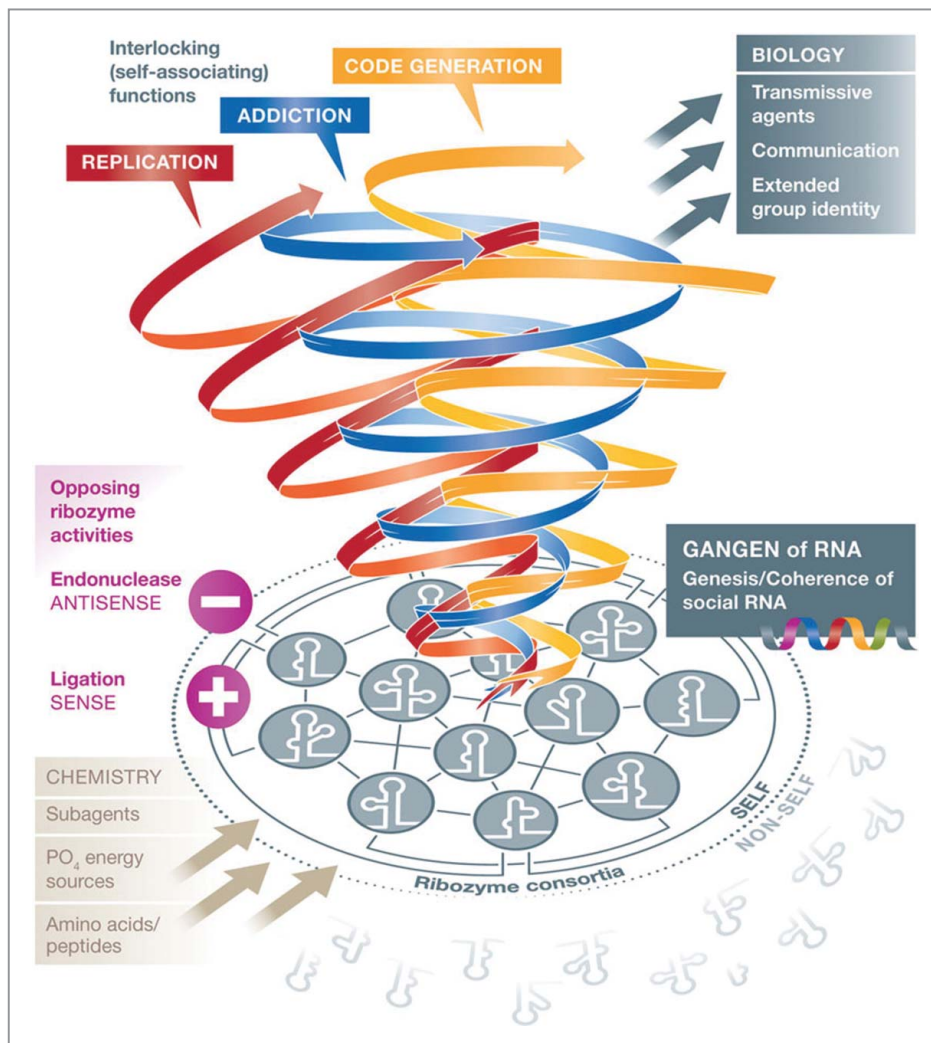 Interlocking
(self-associating)
functions
CODE GENERATION
ADDICTION
REPLICATION
BIOLOGY
Transmissive
agents
Communication
Extended
group identity
Opposing
ribozyme
activities
Endonuclease
ANTISENSE
Ligation
SENSE
GANGEN of RNA
Genesis/Coherence of
social RNA
CHEMISTRY
Subagents
PO₄ energy
sources
Amino acids/
peptides
SELF
NON-SELF
Ribozyme consortia